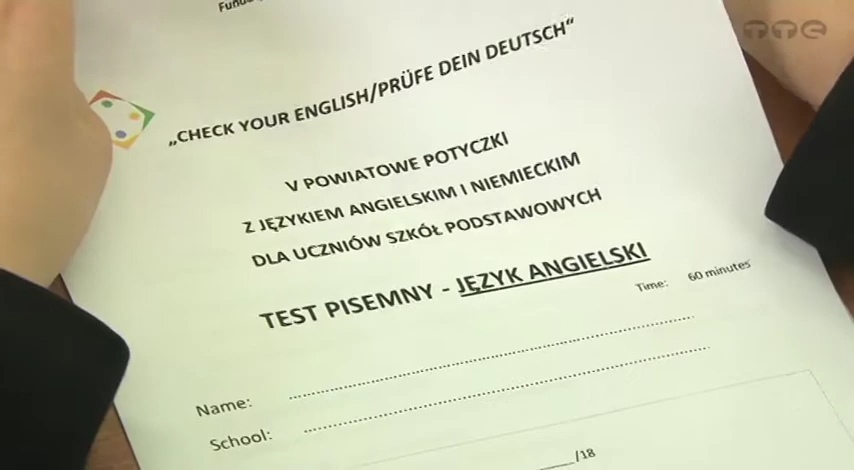 „CHECK YOUR ENGLISH/PRÜFE DEIN DEUTSCH"
V POWIATOWE POTYCZKI
Z JĘZYKIEM ANGIELSKIM I NIEMIECKIM
DLA UCZNIÓW SZKÓŁ PODSTAWOWYCH
TEST PISEMNY - JĘZYK ANGIELSKI
Time: 60 minutes
Name: ........................................
School: ........................................
____/18